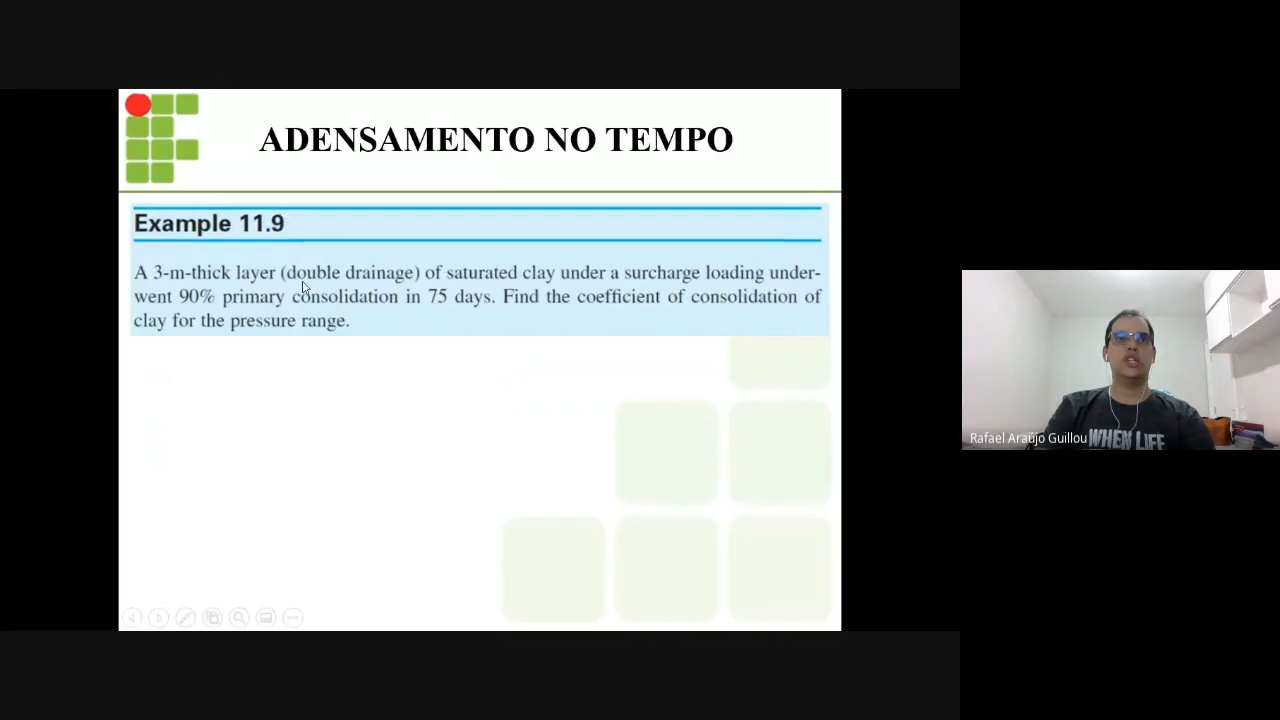 ADENSAMENTO NO TEMPO
Example 11.9
A 3-m-thick layer (double drainage) of saturated clay under a surcharge loading under-
went 90% primary consolidation in 75 days. Find the coefficient of consolidation of
clay for the pressure range.
Rafael Araújo Guillou
WHEN LIFE